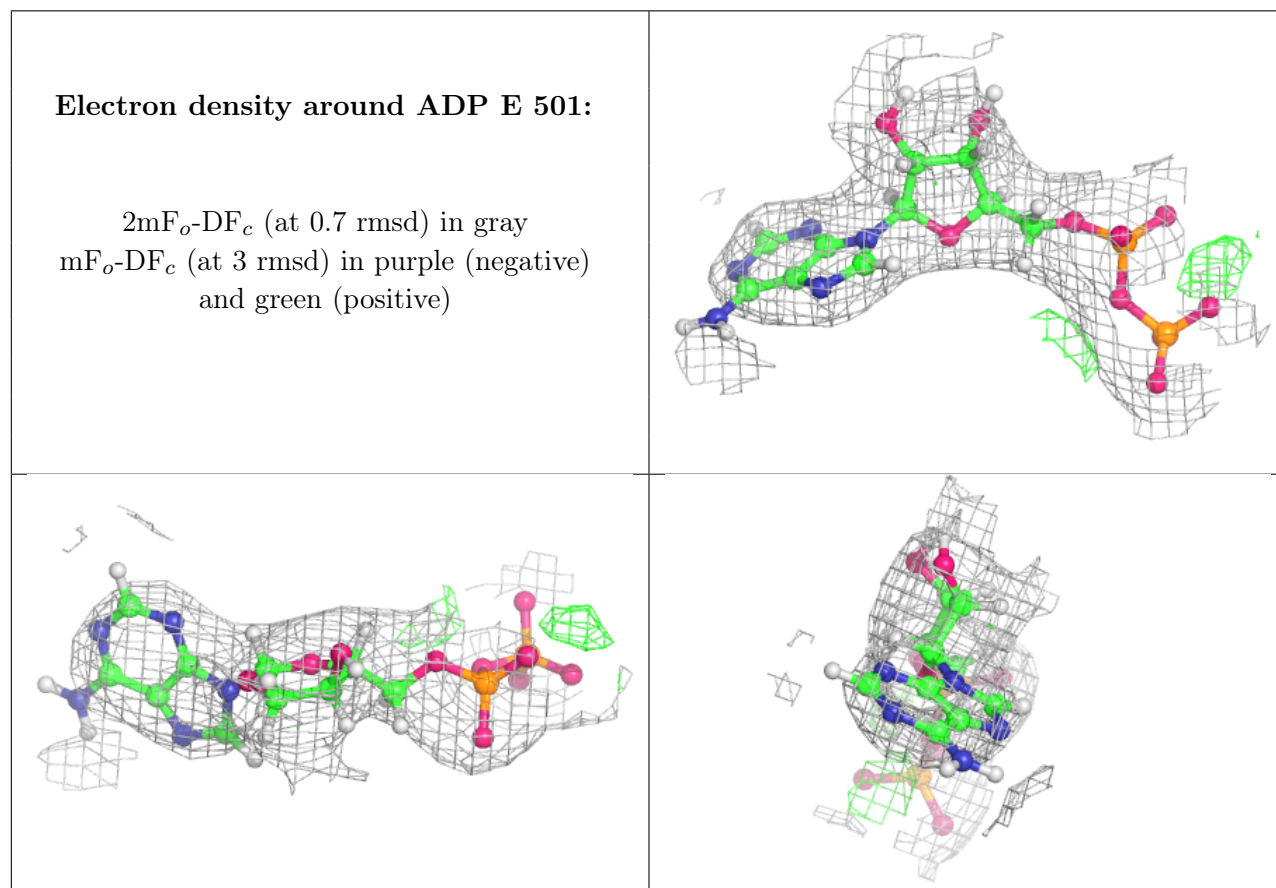 Electron density around ADP E 501:
2mFₒ-DF𝒸 (at 0.7 rmsd) in gray
mFₒ-DF𝒸 (at 3 rmsd) in purple (negative)
and green (positive)